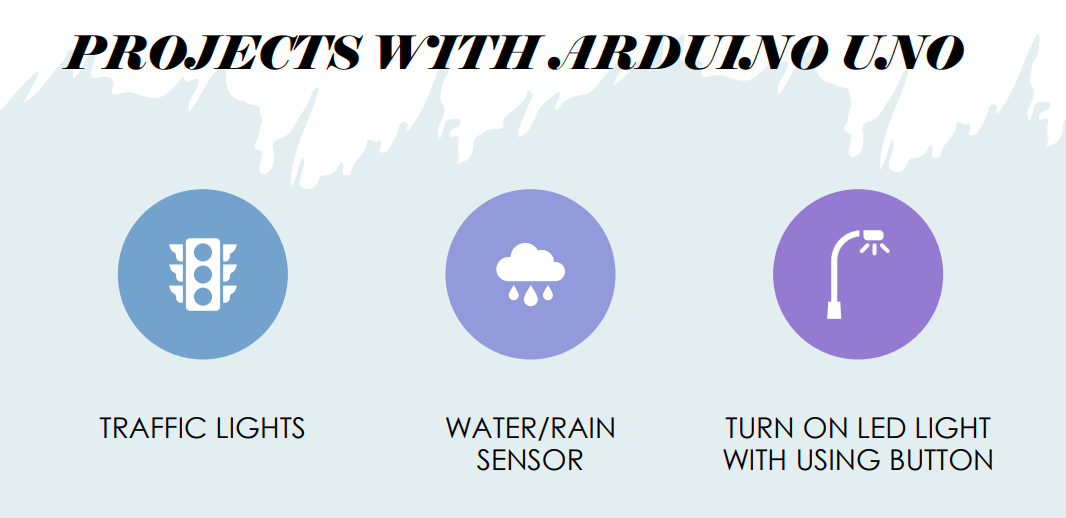 PROJECTS WITH ARDUINO UNO
TRAFFIC LIGHTS
WATER/RAIN
SENSOR
TURN ON LED LIGHT
WITH USING BUTTON